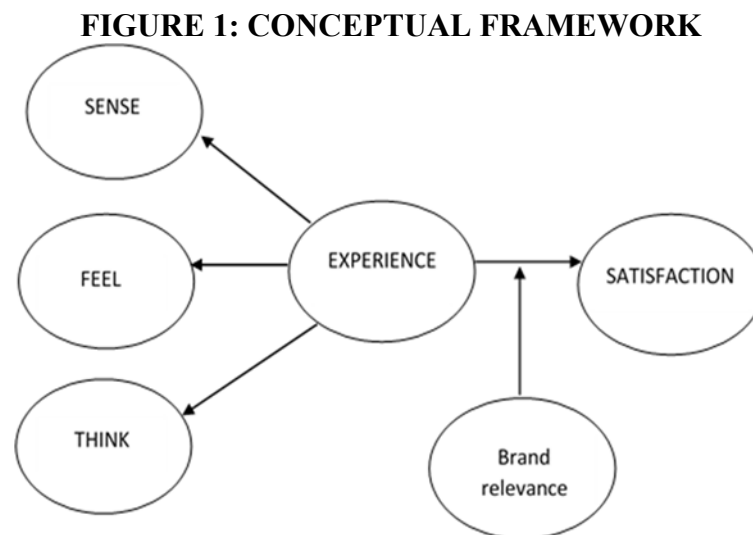 FIGURE 1: CONCEPTUAL FRAMEWORK
SENSE
FEEL
THINK
EXPERIENCE
SATISFACTION
Brand
relevance